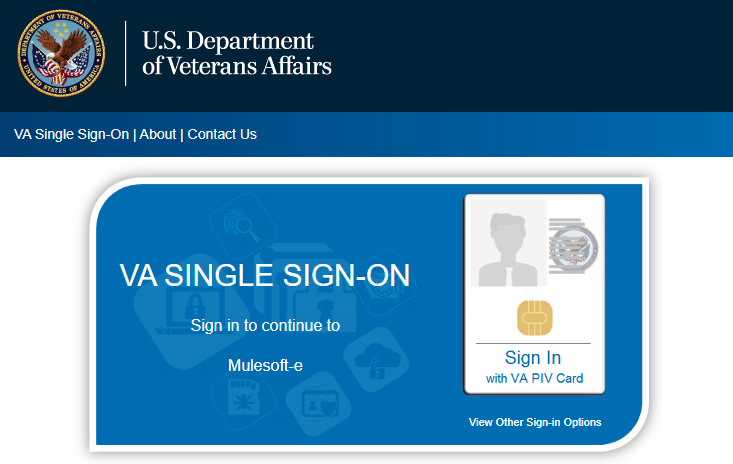 DEPARTMENT OF VETERANS AFFAIRS
UNITED STATES OF AMERICA
U.S. Department
of Veterans Affairs
VA Single Sign-On | About | Contact Us
VA SINGLE SIGN-ON
Sign in to continue to
Mulesoft-e
Sign In
with VA PIV Card
View Other Sign-in Options